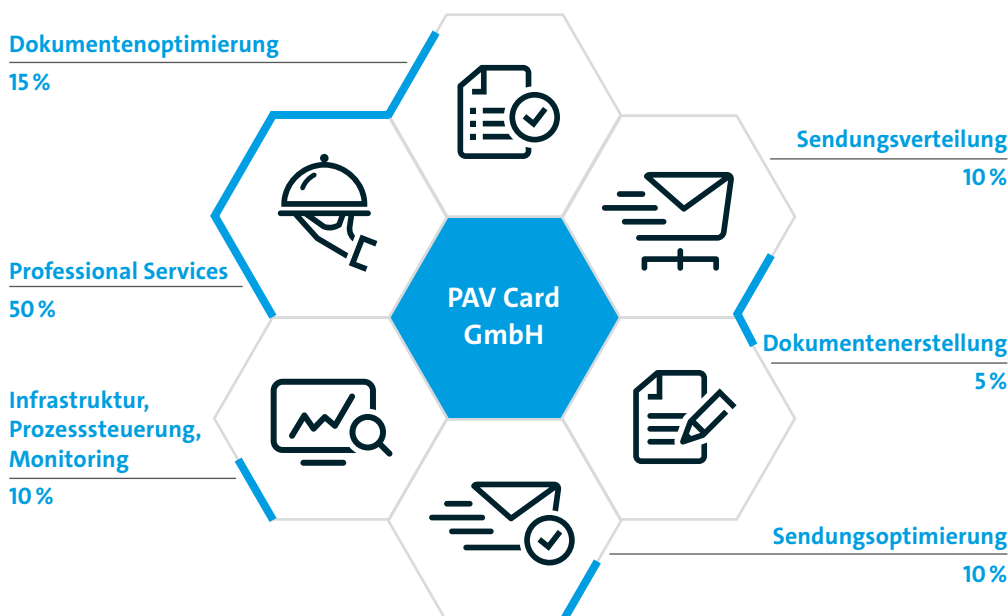 Dokumentenoptimierung
15 %
Sendungsverteilung
10 %
Professional Services
50 %
PAV Card
GmbH
Dokumentenerstellung
5 %
Infrastruktur,
Prozesssteuerung,
Monitoring
10 %
Sendungsoptimierung
10 %